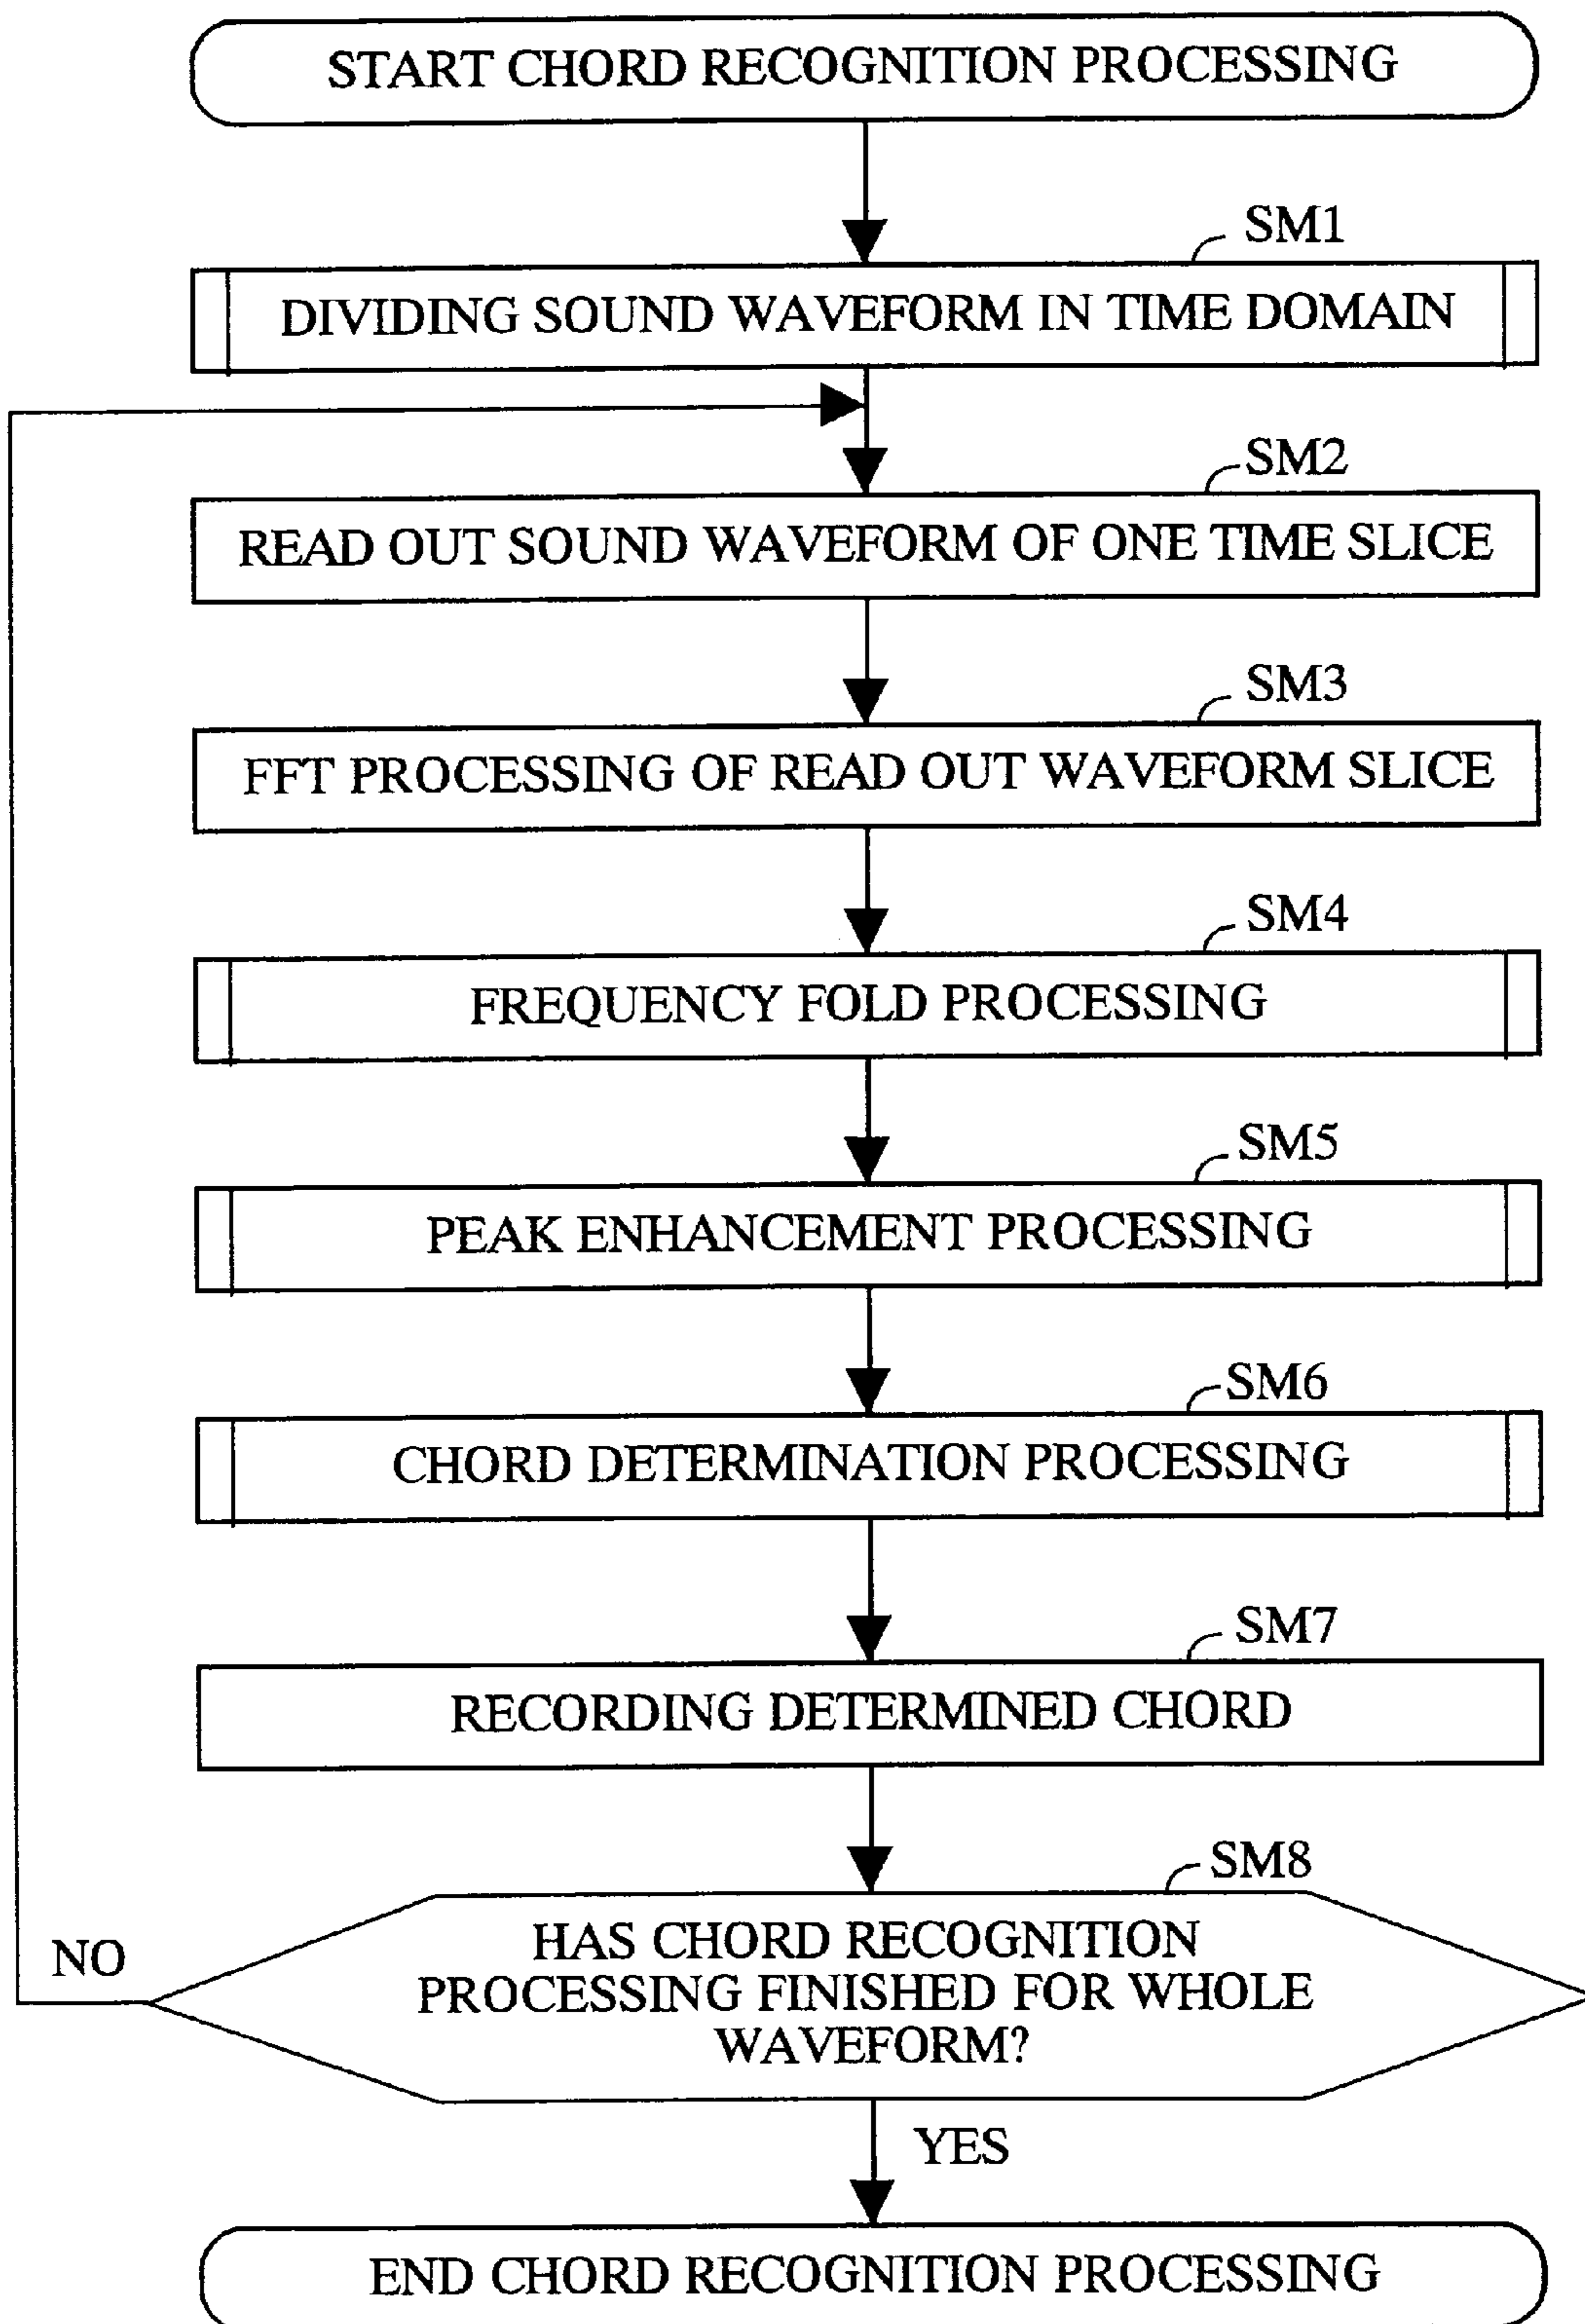 START CHORD RECOGNITION PROCESSING
SM1
DIVIDING SOUND WAVEFORM IN TIME DOMAIN
SM2
READ OUT SOUND WAVEFORM OF ONE TIME SLICE
SM3
FFT PROCESSING OF READ OUT WAVEFORM SLICE
SM4
FREQUENCY FOLD PROCESSING
SM5
PEAK ENHANCEMENT PROCESSING
SM6
CHORD DETERMINATION PROCESSING
SM7
RECORDING DETERMINED CHORD
SM8
HAS CHORD RECOGNITION
PROCESSING FINISHED FOR WHOLE
WAVEFORM?
NO
YES
END CHORD RECOGNITION PROCESSING